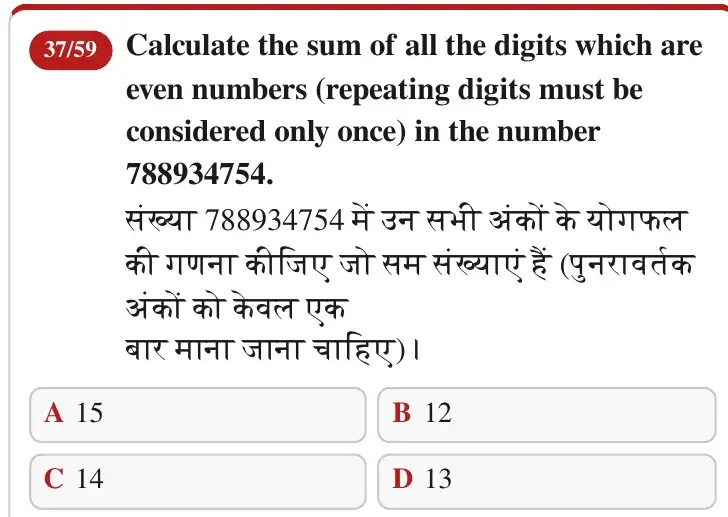 37/59 Calculate the sum of all the digits which are
even numbers (repeating digits must be
considered only once) in the number
788934754.
संख्या 788934754 में उन सभी अंकों के योगफल
की गणना कीजिए जो सम संख्याएं हैं (पुनरावर्तक
अंकों को केवल एक
बार माना जाना चाहिए)।
A 15
B 12
C 14
D 13